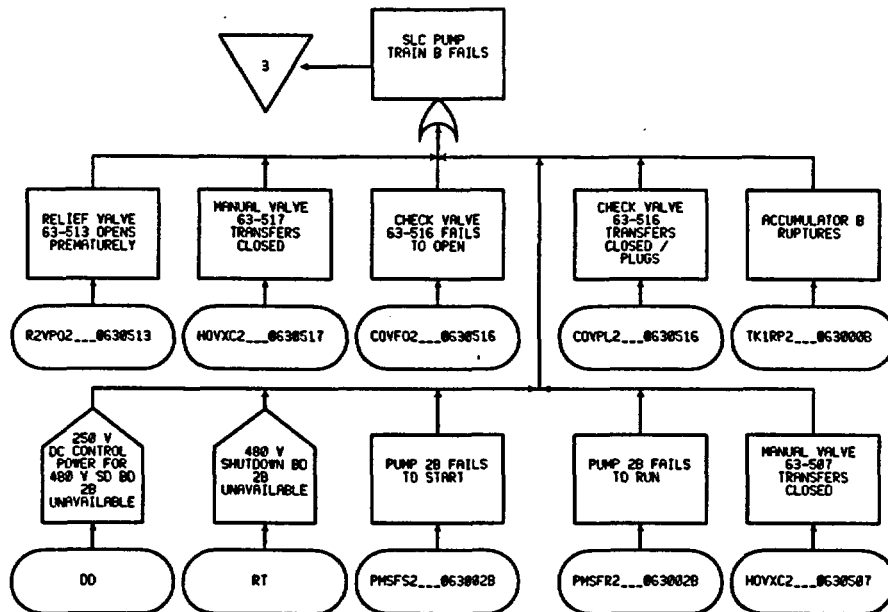 SLC PUMP
TRAIN B FAILS
3
RELIEF VALVE
63-513 OPENS
PREMATURELY
MANUAL VALVE
63-517
TRANSFERS
CLOSED
CHECK VALVE
63-516 FAILS
TO OPEN
CHECK VALVE
63-516
TRANSFERS
CLOSED /
PLUGS
ACCUMULATOR B
RUPTURES
R2VPO2___0630513
HOVXC2___0630517
COVFO2___0630516
COVPL2___0630516
TK1RP2___063000B
250 V
DC CONTROL
POWER FOR
480 V SD BD
2B
UNAVAILABLE
480 V
SHUTDOWN BD
2B
UNAVAILABLE
PUMP 2B FAILS
TO START
PUMP 2B FAILS
TO RUN
MANUAL VALVE
63-507
TRANSFERS
CLOSED
DD
RT
PMSFS2___063002B
PMSFR2___063002B
HOVXC2___0630507